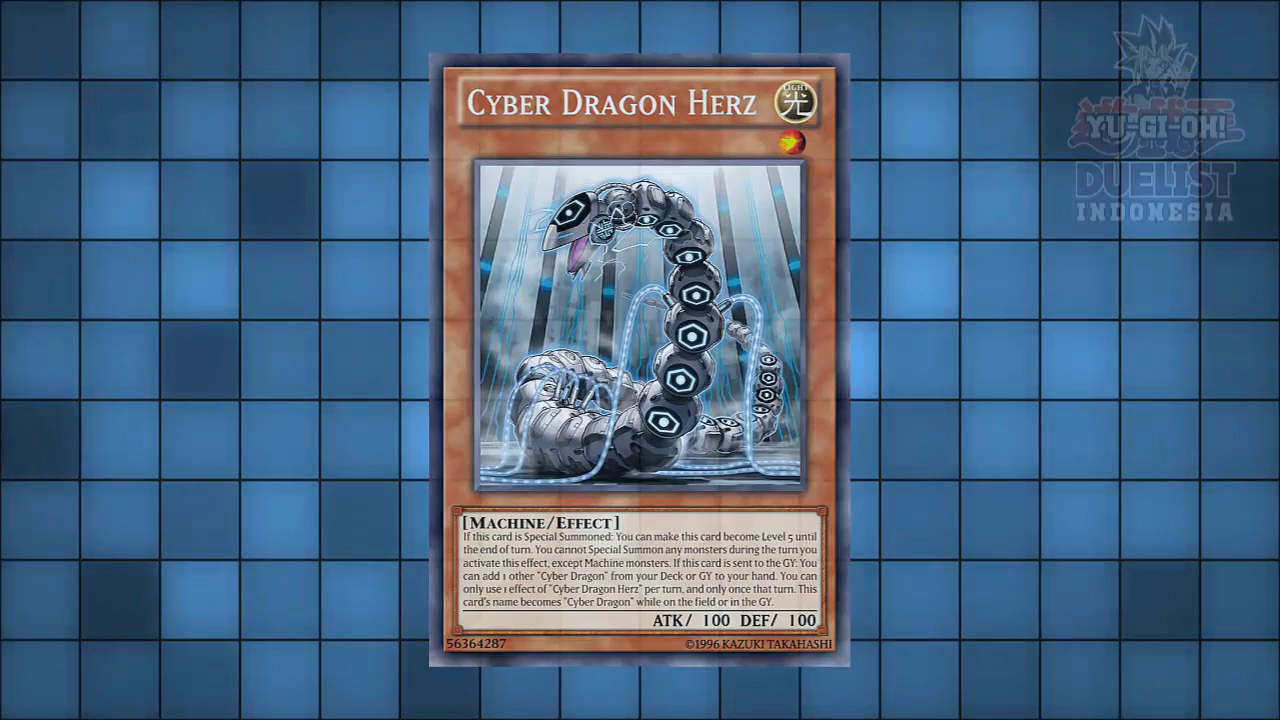 CYBER DRAGON HERZ
LIGHT
光
YU-GI-OH!
DUELIST
INDONESIA
[MACHINE/EFFECT]
If this card is Special Summoned: You can make this card become Level 5 until
the end of turn. You cannot Special Summon any monsters during the turn you
activate this effect, except Machine monsters. If this card is sent to the GY: You
can add 1 other "Cyber Dragon" from your Deck or GY to your hand. You can
only use 1 effect of "Cyber Dragon Herz" per turn, and only once that turn. This
card's name becomes "Cyber Dragon" while on the field or in the GY.
ATK/ 100 DEF/ 100
56364287
©1996 KAZUKI TAKAHASHI